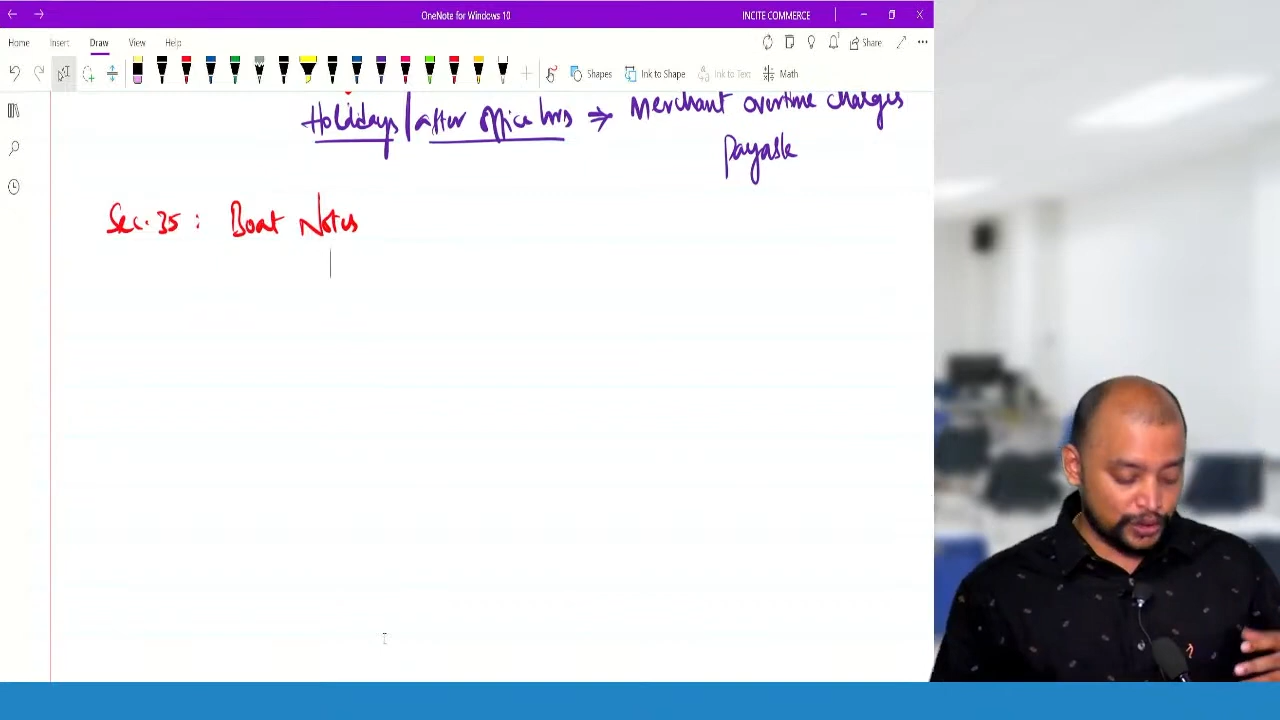 OneNote for Windows 10
INCITE COMMERCE
Home Insert Draw View Help
Share
Shapes
Ink to Shape
Ink to Text
Math
Holidays / after office hrs ⇒ Merchant overtime charges
payable
Sec. 35 : Boat Notes